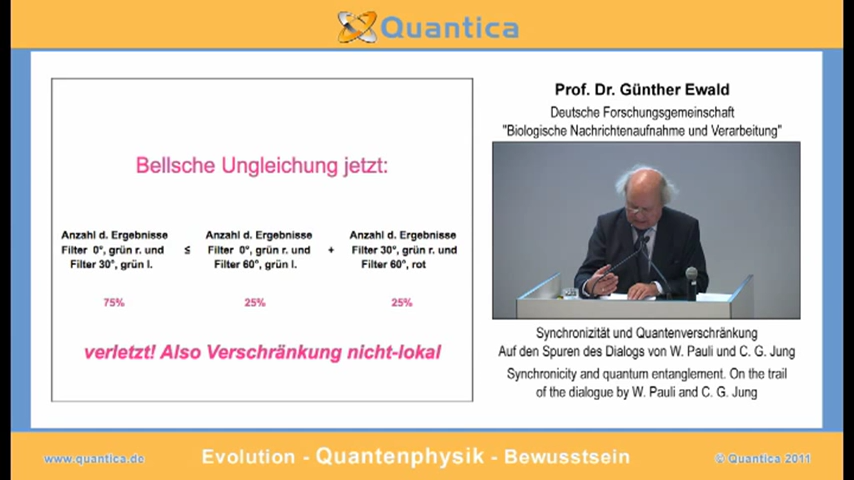 Quantica
Bellsche Ungleichung jetzt:
Anzahl d. Ergebnisse
Filter 0°, grün r. und
Filter 30°, grün l.
≤
Anzahl d. Ergebnisse
Filter 0°, grün r. und
Filter 60°, grün l.
+
Anzahl d. Ergebnisse
Filter 30°, grün r. und
Filter 60°, rot
75%
25%
25%
verletzt! Also Verschränkung nicht-lokal
Prof. Dr. Günther Ewald
Deutsche Forschungsgemeinschaft
"Biologische Nachrichtenaufnahme und Verarbeitung"
Synchronizität und Quantenverschränkung
Auf den Spuren des Dialogs von W. Pauli und C. G. Jung
Synchronicity and quantum entanglement. On the trail
of the dialogue by W. Pauli and C. G. Jung
www.quantica.de
Evolution - Quantenphysik - Bewusstsein
© Quantica 2011